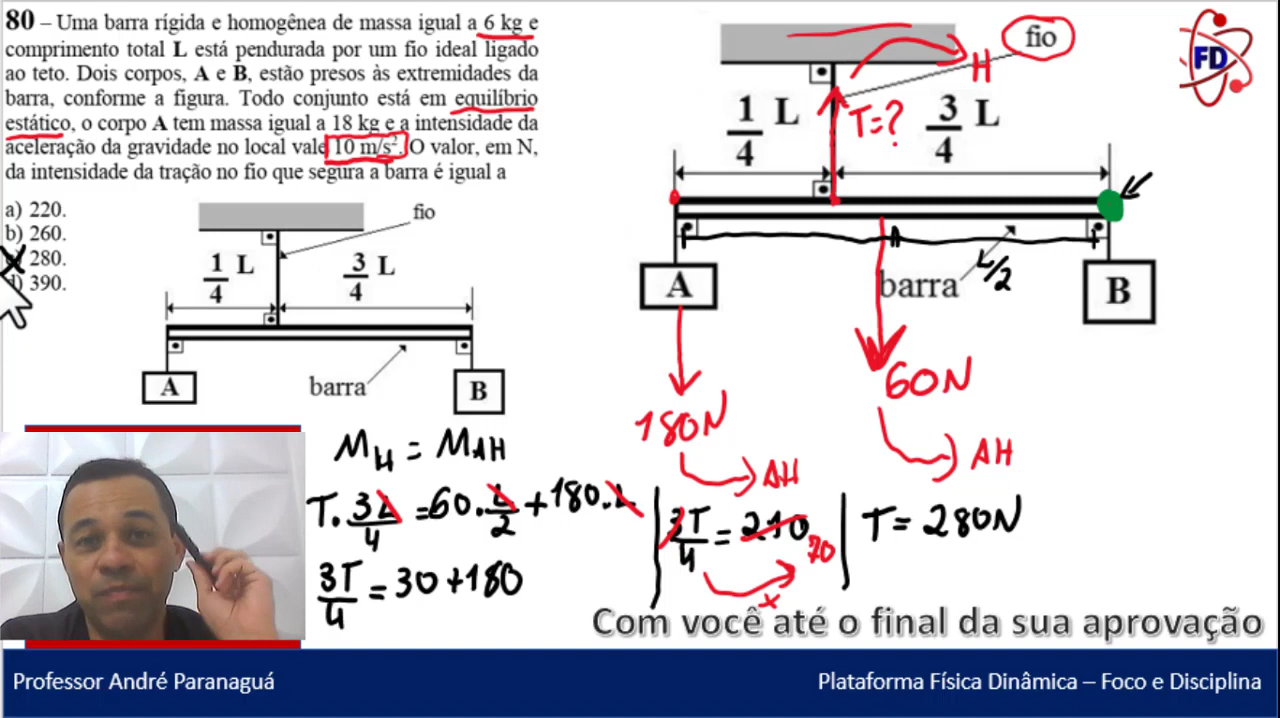 80 – Uma barra rígida e homogênea de massa igual a 6 kg e
comprimento total L está pendurada por um fio ideal ligado
ao teto. Dois corpos, A e B, estão presos às extremidades da
barra, conforme a figura. Todo conjunto está em equilíbrio
estático, o corpo A tem massa igual a 18 kg e a intensidade da
aceleração da gravidade no local vale 10 m/s². O valor, em N,
da intensidade da tração no fio que segura a barra é igual a
a) 220.
b) 260.
280.
d) 390.
fio
1/4 L
3/4 L
barra
A
B
fio
H
T=?
1/4 L
3/4 L
L/2
barra
A
B
180N
AH
60N
AH
M_H = M_AH
T. 3L/4 = 60. L/2 + 180. L
3T/4 = 30 + 180
3T/4 = 210
70
x
T = 280N
FD
Com você até o final da sua aprovação
Professor André Paranaguá
Plataforma Física Dinâmica – Foco e Disciplina